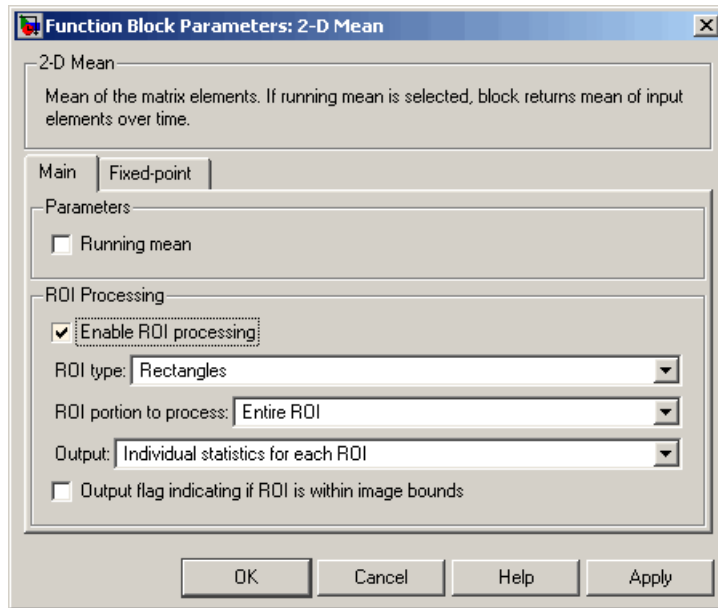 Function Block Parameters: 2-D Mean
2-D Mean
Mean of the matrix elements. If running mean is selected, block returns mean of input
elements over time.
Main Fixed-point
Parameters
Running mean
ROI Processing
Enable ROI processing
ROI type: Rectangles
ROI portion to process: Entire ROI
Output: Individual statistics for each ROI
Output flag indicating if ROI is within image bounds
OK Cancel Help Apply